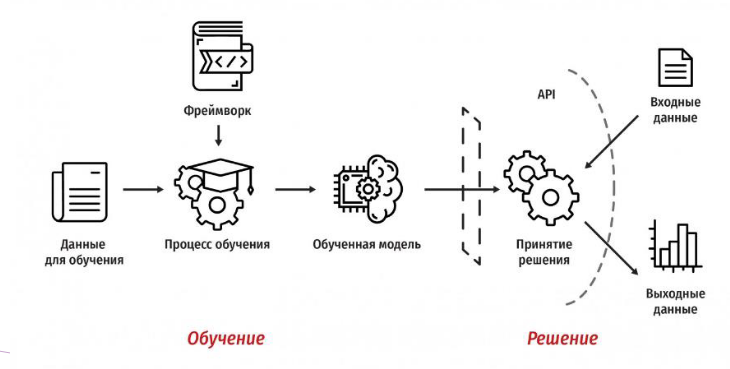 Фреймворк
API
Входные
данные
Данные
для обучения
Процесс обучения
Обученная модель
Принятие
решения
Выходные
данные
Обучение
Решение